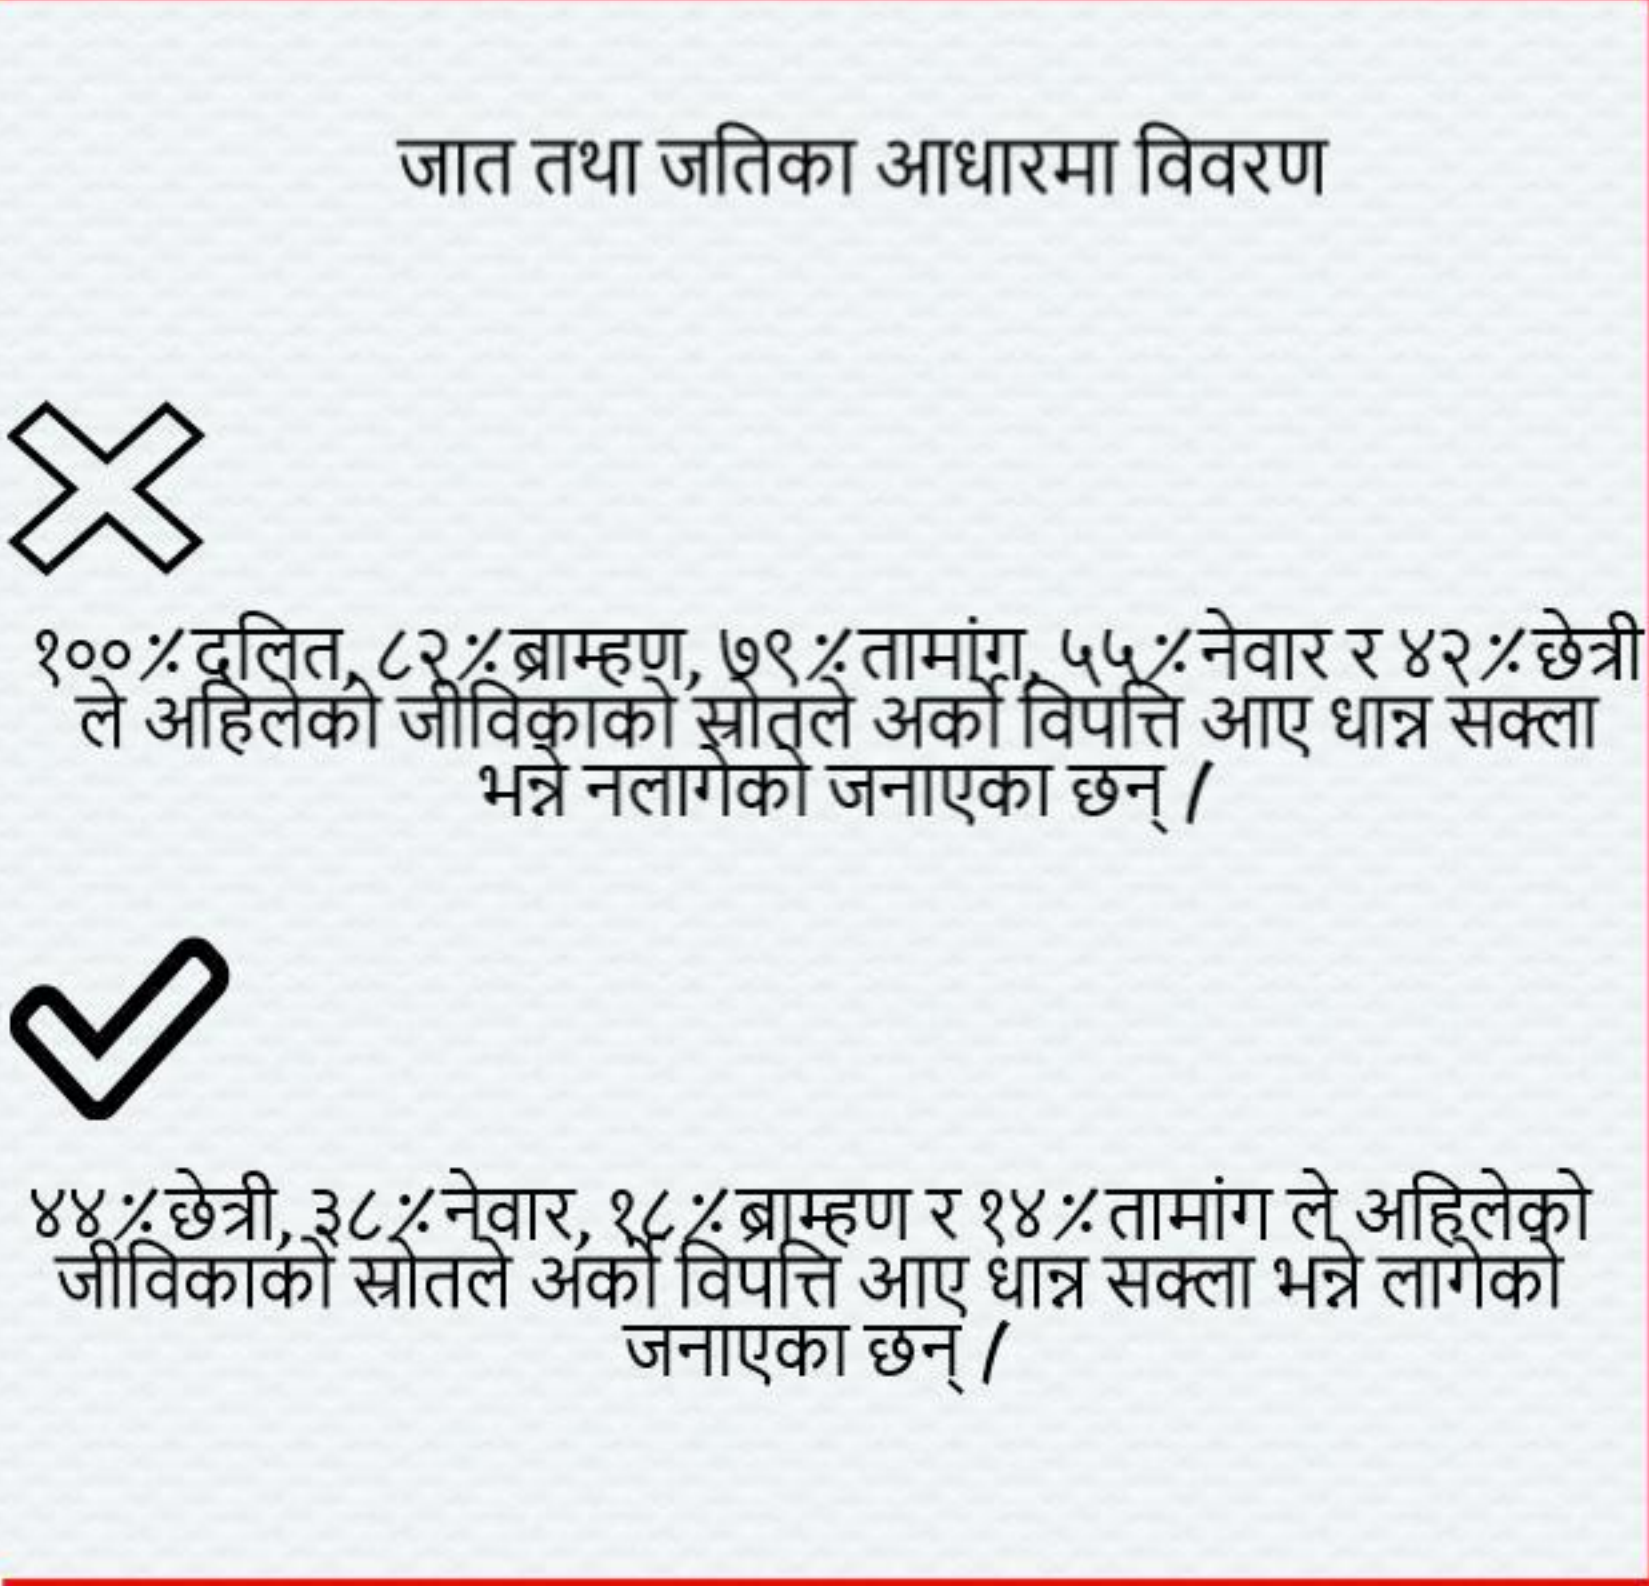 जात तथा जतिका आधारमा विवरण
१००%दलित, ८२%ब्राम्हण, ७९%तामांग, ५५%नेवार र ४२%छेत्री
ले अहिलेको जीविकाको स्रोतले अर्को विपत्ति आए धान्न सक्ला
भन्ने नलागेको जनाएका छन् /
४४%छेत्री, ३८%नेवार, १८%ब्राम्हण र १४%तामांग ले अहिलेको
जीविकाको स्रोतले अर्को विपत्ति आए धान्न सक्ला भन्ने लागेको
जनाएका छन् /